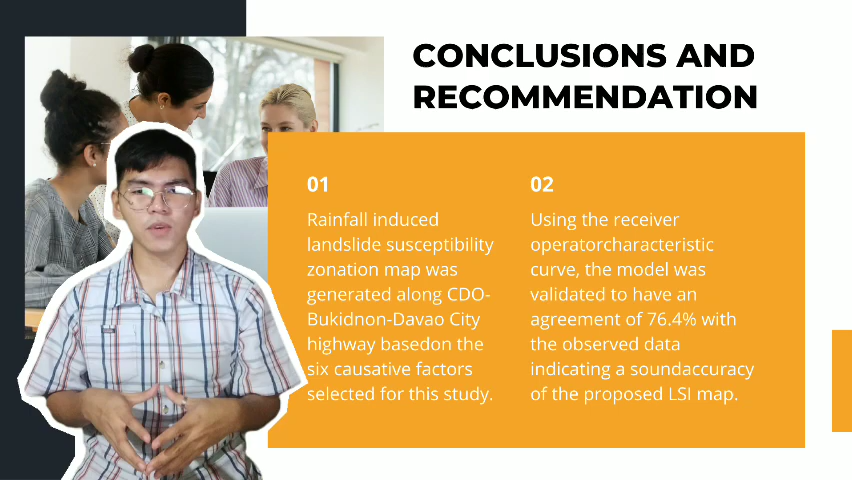 CONCLUSIONS AND
RECOMMENDATION
01
Rainfall induced
landslide susceptibility
zonation map was
generated along CDO-
Bukidnon-Davao City
highway basedon the
six causative factors
selected for this study.
02
Using the receiver
operatorcharacteristic
curve, the model was
validated to have an
agreement of 76.4% with
the observed data
indicating a soundaccuracy
of the proposed LSI map.